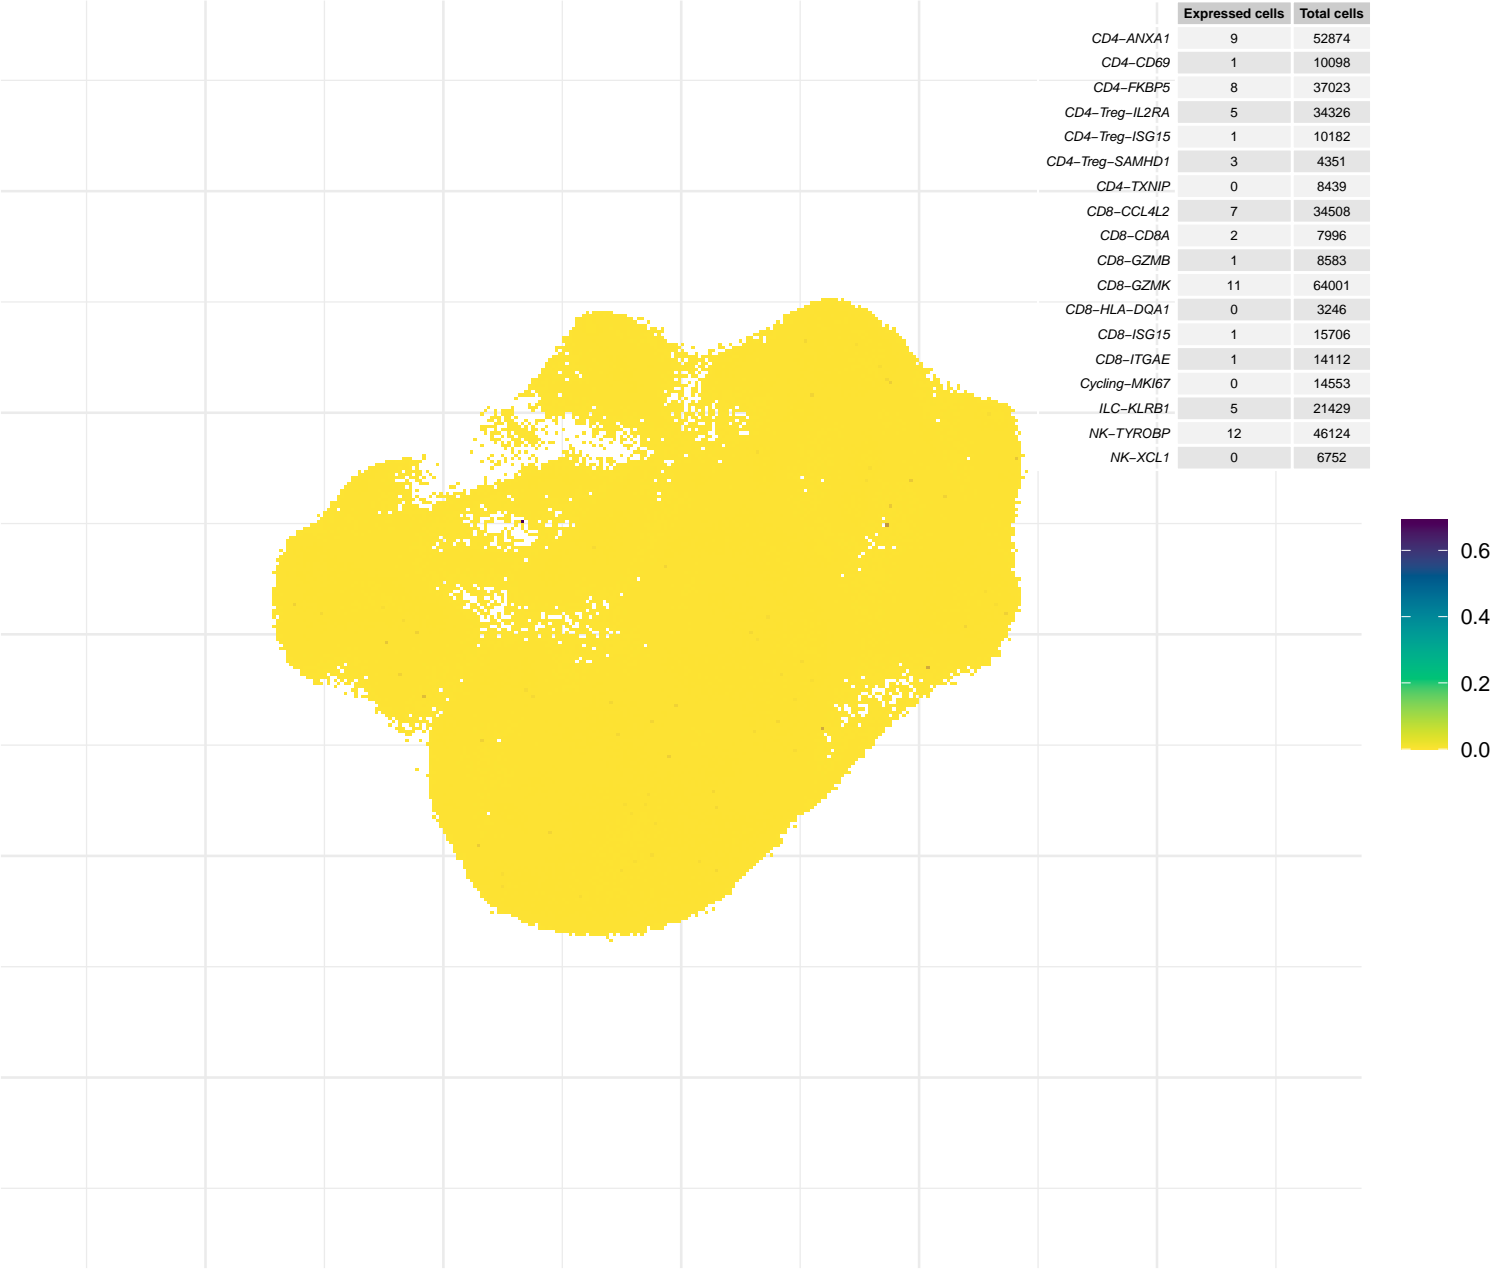 Expressed cells Total cells
CD4−ANXA1 9 52874
CD4−CD69 1 10098
CD4−FKBP5 8 37023
CD4−Treg−IL2RA 5 34326
CD4−Treg−ISG15 1 10182
CD4−Treg−SAMHD1 3 4351
CD4−TXNIP 0 8439
CD8−CCL4L2 7 34508
CD8−CD8A 2 7996
CD8−GZMB 1 8583
CD8−GZMK 11 64001
CD8−HLA−DQA1 0 3246
CD8−ISG15 1 15706
CD8−ITGAE 1 14112
Cycling−MKI67 0 14553
ILC−KLRB1 5 21429
NK−TYROBP 12 46124
NK−XCL1 0 6752
0.6
0.4
0.2
0.0